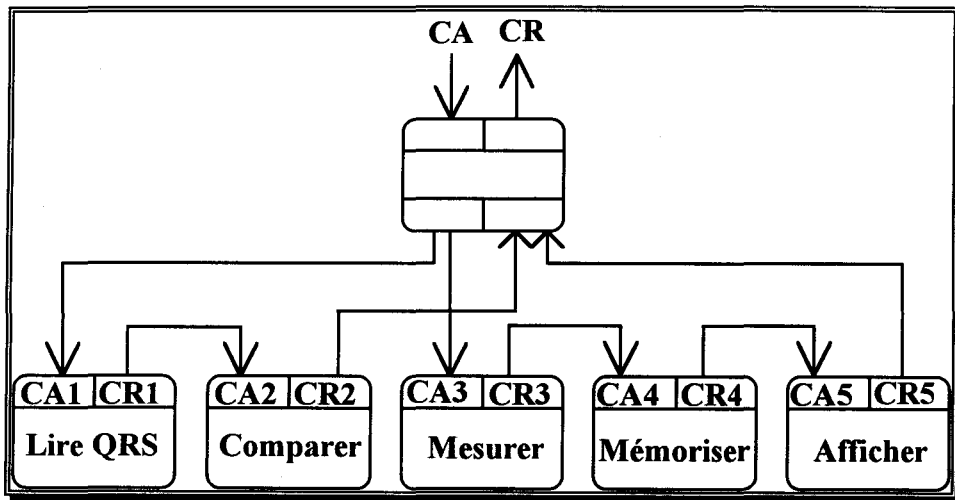 CA CR
CA1 CR1 CA2 CR2 CA3 CR3 CA4 CR4 CA5 CR5
Lire QRS Comparer Mesurer Mémoriser Afficher